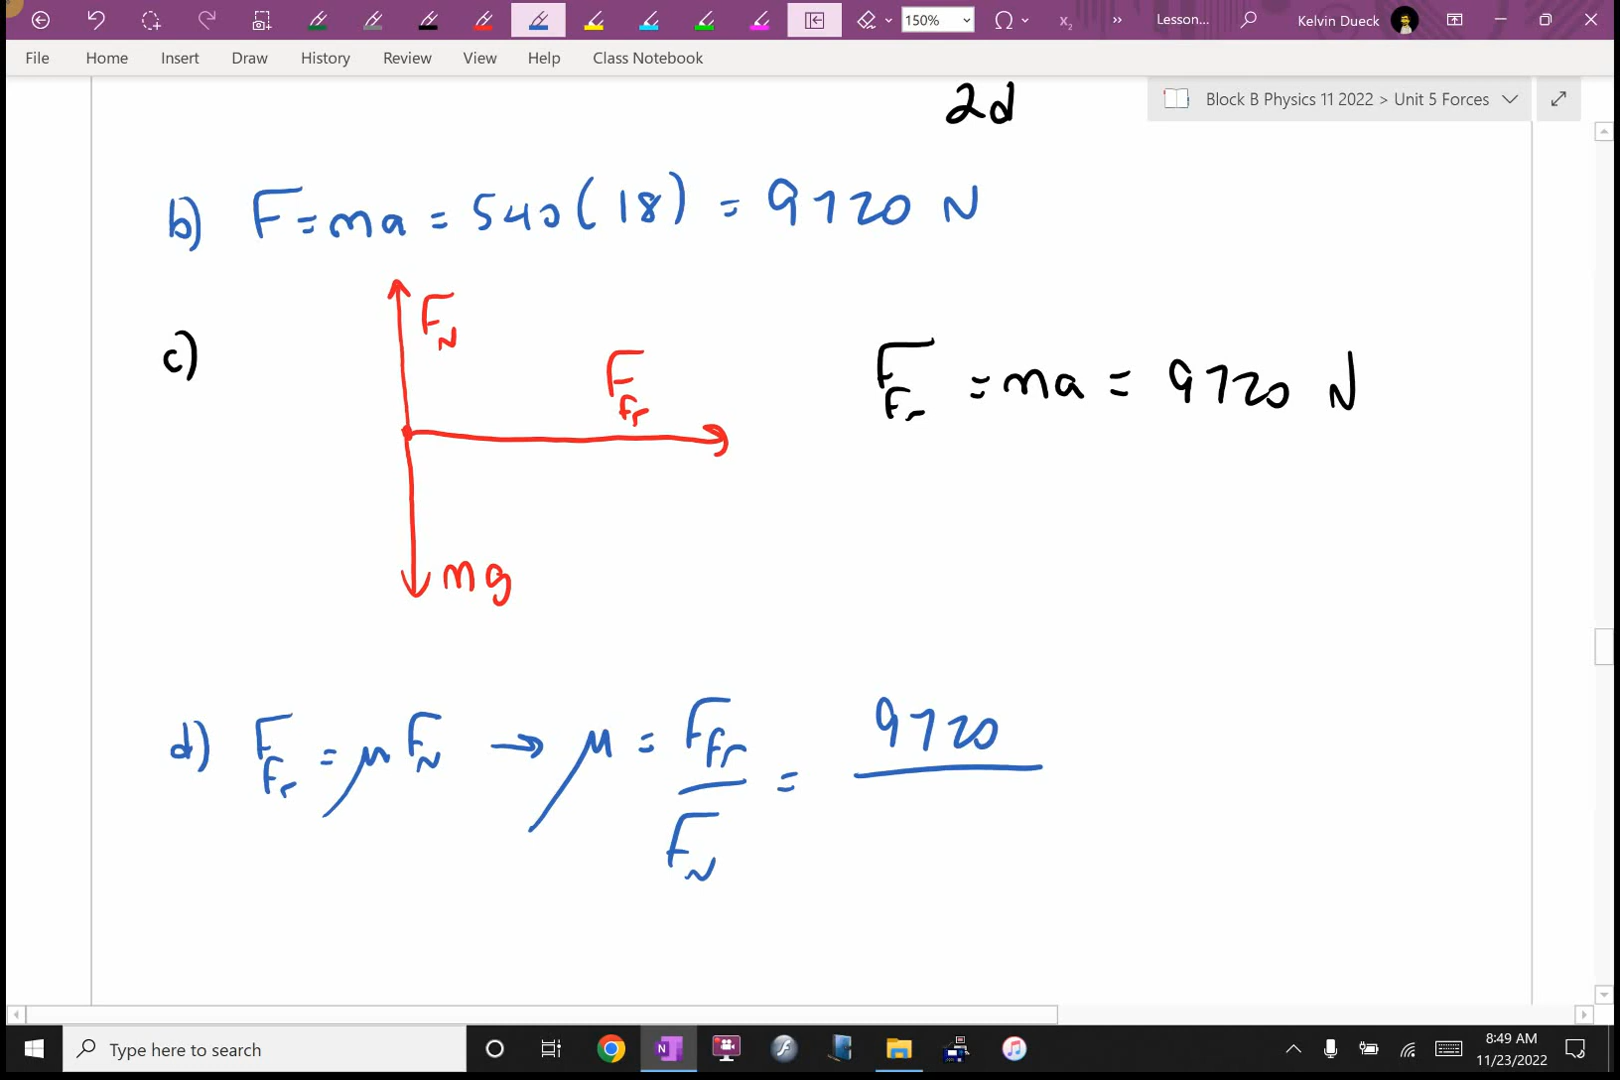 150%
Ω
x₂
»
Lesson...
Kelvin Dueck
File Home Insert Draw History Review View Help Class Notebook
Block B Physics 11 2022 > Unit 5 Forces
2d
b) F = ma = 540(18) = 9720 N
F_N
c)
F_Fr
F_Fr = ma = 9720 N
mg
d) F_Fr = μ F_N → μ = F_Fr / F_N = 9720
Type here to search
N
8:49 AM
11/23/2022